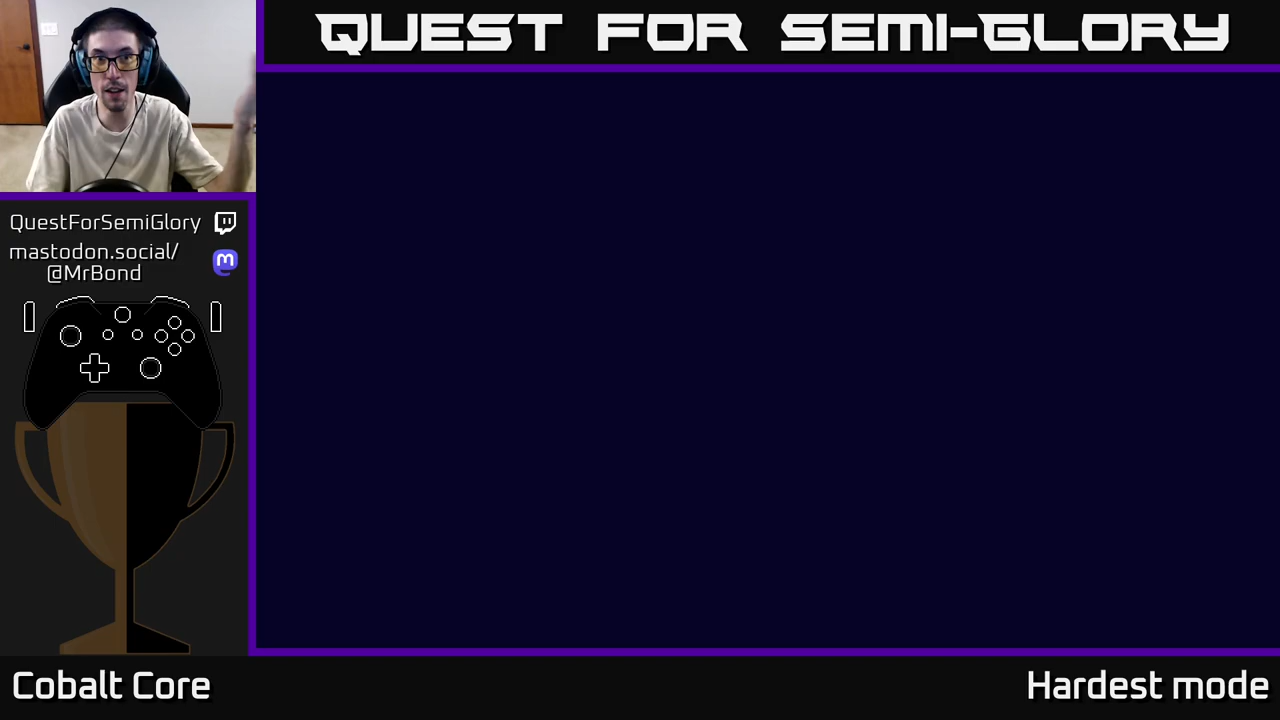 QUEST FOR SEMI-GLORY
QuestForSemiGlory
mastodon.social/
@MrBond
Cobalt Core
Hardest mode